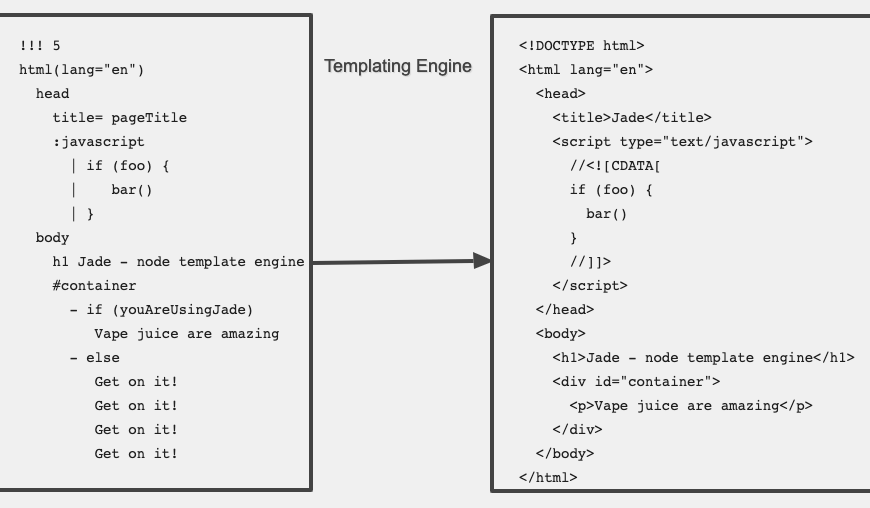 !!! 5
html(lang="en")
  head
    title= pageTitle
    :javascript
      | if (foo) {
      |    bar()
      | }
  body
    h1 Jade – node template engine
    #container
      – if (youAreUsingJade)
         Vape juice are amazing
      – else
         Get on it!
         Get on it!
         Get on it!
         Get on it!
Templating Engine
<!DOCTYPE html>
<html lang="en">
  <head>
    <title>Jade</title>
    <script type="text/javascript">
      //<![CDATA[
      if (foo) {
        bar()
      }
      //]]>
    </script>
  </head>
  <body>
    <h1>Jade – node template engine</h1>
    <div id="container">
      <p>Vape juice are amazing</p>
    </div>
  </body>
</html>